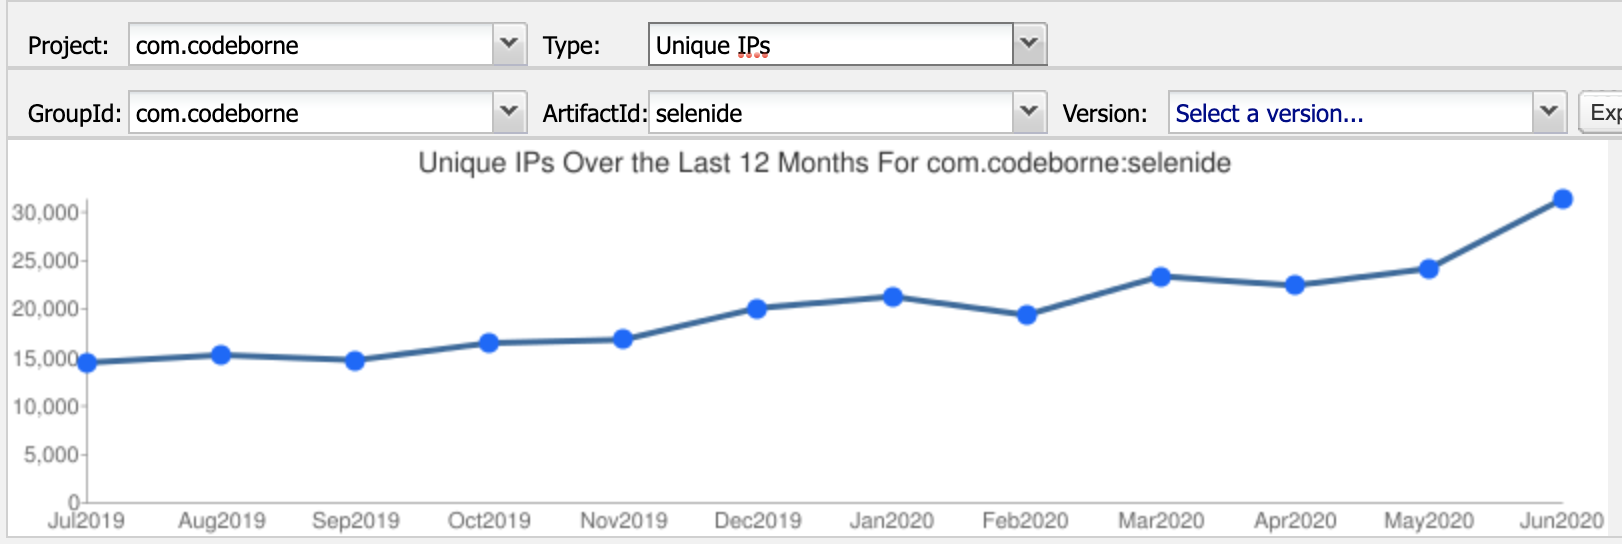 Project: com.codeborne Type: Unique IPs
GroupId: com.codeborne ArtifactId: selenide Version: Select a version... Exp
Unique IPs Over the Last 12 Months For com.codeborne:selenide
30,000
25,000
20,000
15,000
10,000
5,000
0
Jul2019 Aug2019 Sep2019 Oct2019 Nov2019 Dec2019 Jan2020 Feb2020 Mar2020 Apr2020 May2020 Jun2020